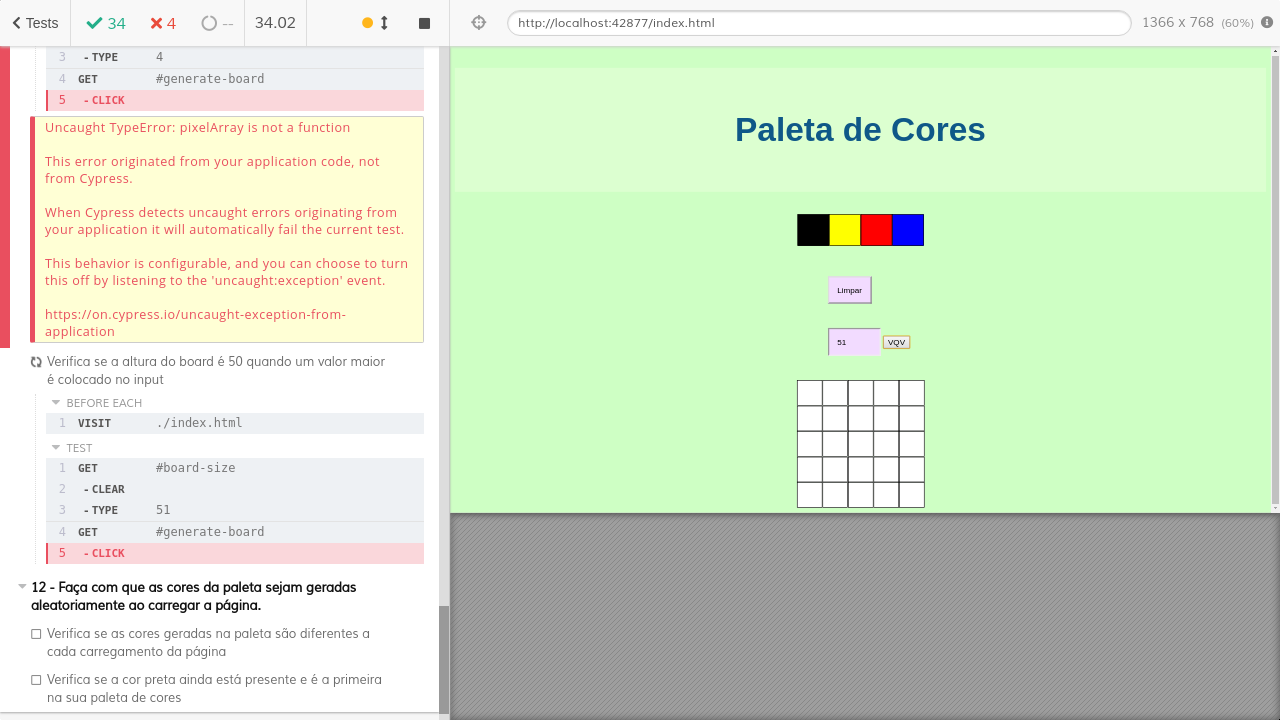 Tests
34
4
--
34.02
http://localhost:42877/index.html
1366 x 768 (60%)
3 - TYPE 4
4 GET #generate-board
5 - CLICK
Uncaught TypeError: pixelArray is not a function
This error originated from your application code, not
from Cypress.
When Cypress detects uncaught errors originating from
your application it will automatically fail the current test.
This behavior is configurable, and you can choose to turn
this off by listening to the 'uncaught:exception' event.
https://on.cypress.io/uncaught-exception-from-
application
Verifica se a altura do board é 50 quando um valor maior
é colocado no input
BEFORE EACH
1 VISIT ./index.html
TEST
1 GET #board-size
2 - CLEAR
3 - TYPE 51
4 GET #generate-board
5 - CLICK
12 - Faça com que as cores da paleta sejam geradas
aleatoriamente ao carregar a página.
Verifica se as cores geradas na paleta são diferentes a
cada carregamento da página
Verifica se a cor preta ainda está presente e é a primeira
na sua paleta de cores
Paleta de Cores
Limpar
51
VQV